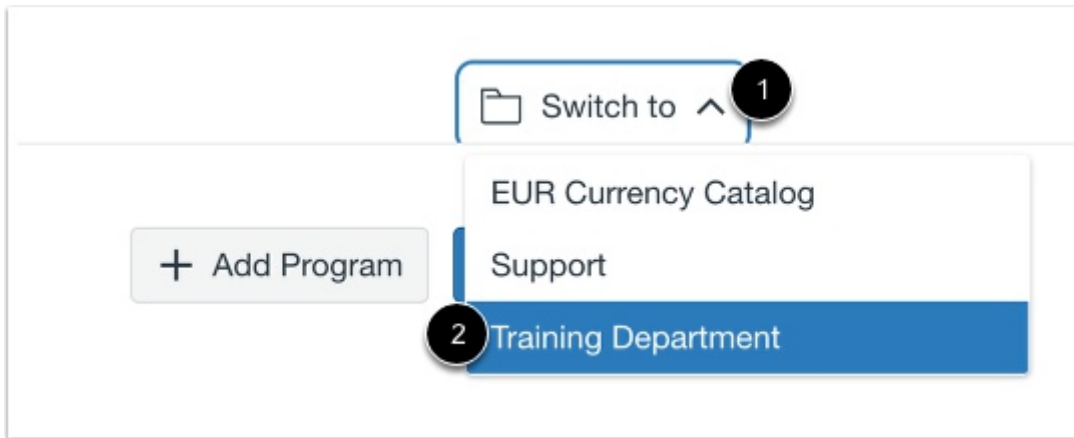 Switch to
1
EUR Currency Catalog
+ Add Program
Support
2
Training Department